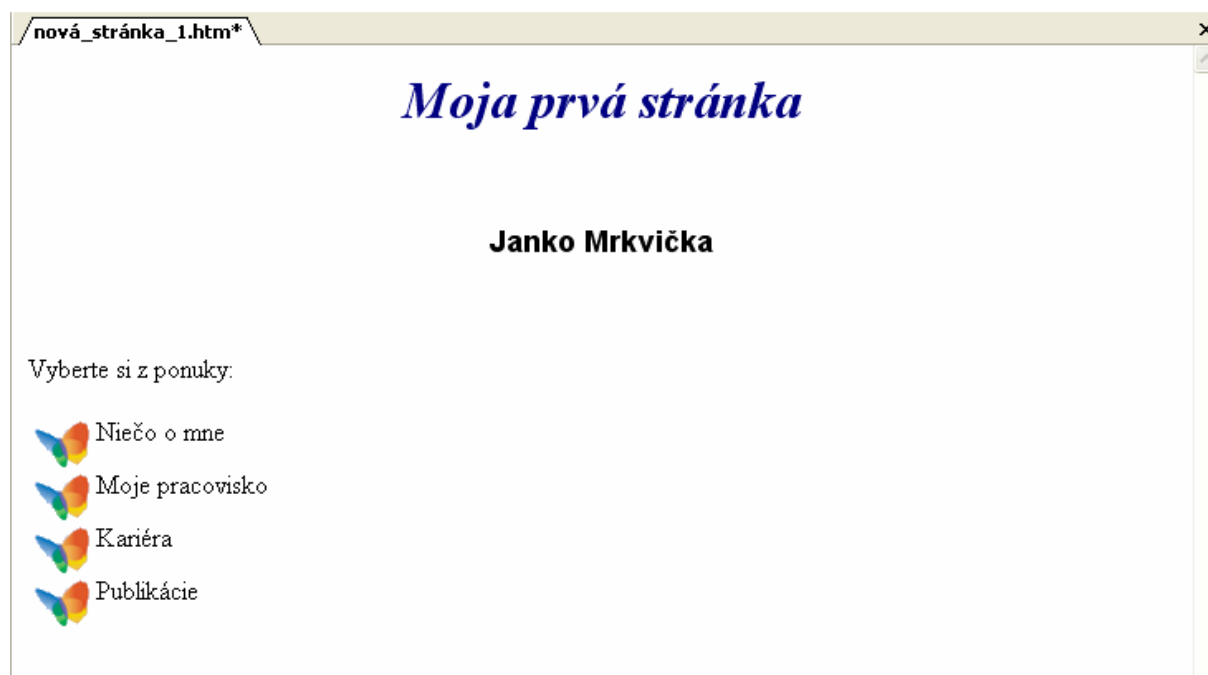 nová_stránka_1.htm*
Moja prvá stránka
Janko Mrkvička
Vyberte si z ponuky:
Niečo o mne
Moje pracovisko
Kariéra
Publikácie